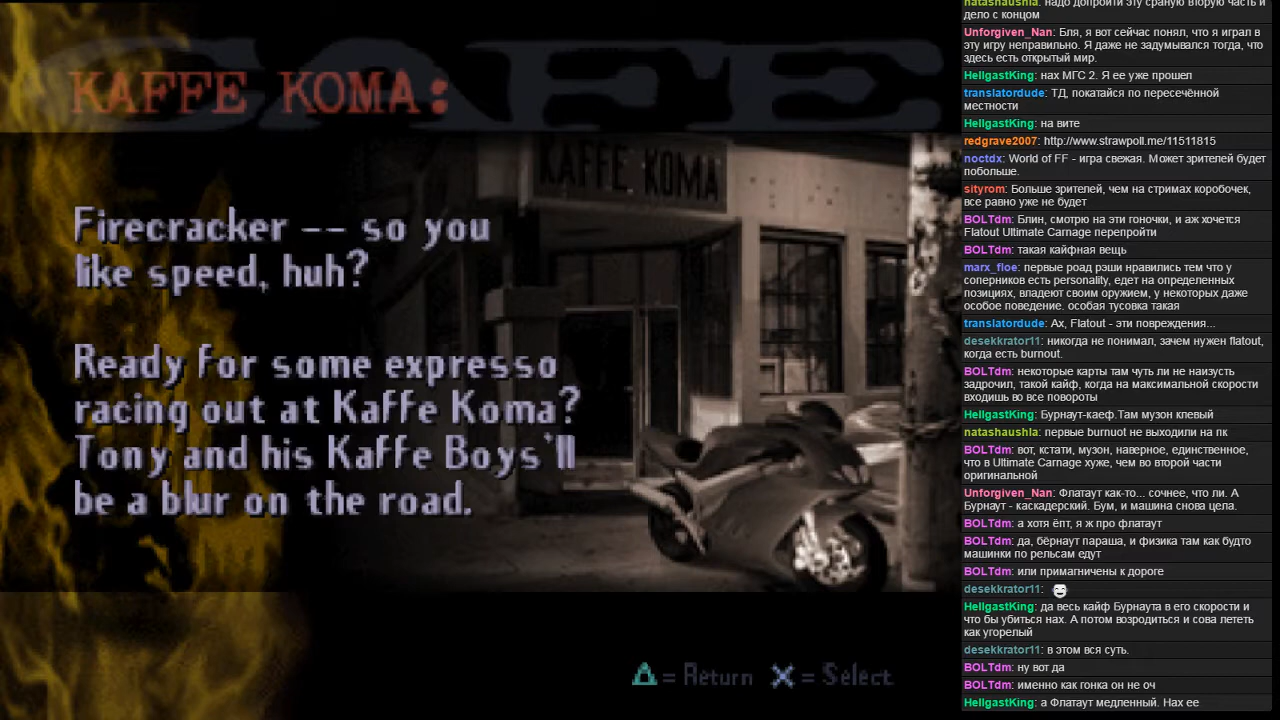 CAFE
KAFFE KOMA:
KAFFE KOMA
Firecracker -- so you
like speed, huh?
Ready for some expresso
racing out at Kaffe Koma?
Tony and his Kaffe Boys'll
be a blur on the road.
△ = Return  X = Select
natashaushla: надо допройти эту сраную вторую часть и
дело с концом
Unforgiven_Nan: Бля, я вот сейчас понял, что я играл в
эту игру неправильно. Я даже не задумывался тогда, что
здесь есть открытый мир.
HellgastKing: нах МГС 2. Я ее уже прошел
translatordude: ТД, покатайся по пересечённой
местности
HellgastKing: на вите
redgrave2007: http://www.strawpoll.me/11511815
noctdx: World of FF - игра свежая. Может зрителей будет
побольше.
sityrom: Больше зрителей, чем на стримах коробочек,
все равно уже не будет
BOLTdm: Блин, смотрю на эти гоночки, и аж хочется
Flatout Ultimate Carnage перепройти
BOLTdm: такая кайфная вещь
marx_floe: первые роад рэши нравились тем что у
соперников есть personality, едет на определенных
позициях, владеют своим оружием, у некоторых даже
особое поведение. особая тусовка такая
translatordude: Ах, Flatout - эти повреждения...
desekkrator11: никогда не понимал, зачем нужен flatout,
когда есть burnout.
BOLTdm: некоторые карты там чуть ли не наизусть
задрочил, такой кайф, когда на максимальной скорости
входишь во все повороты
HellgastKing: Бурнаут-каеф.Там музон клевый
natashaushla: первые burnuot не выходили на пк
BOLTdm: вот, кстати, музон, наверное, единственное,
что в Ultimate Carnage хуже, чем во второй части
оригинальной
Unforgiven_Nan: Флатаут как-то... сочнее, что ли. А
Бурнаут - каскадерский. Бум, и машина снова цела.
BOLTdm: а хотя ёпт, я ж про флатаут
BOLTdm: да, бёрнаут параша, и физика там как будто
машинки по рельсам едут
BOLTdm: или примагничены к дороге
desekkrator11:
HellgastKing: да весь кайф Бурнаута в его скорости и
что бы убиться нах. А потом возродиться и сова лететь
как угорелый
desekkrator11: в этом вся суть.
BOLTdm: ну вот да
BOLTdm: именно как гонка он не оч
HellgastKing: а Флатаут медленный. Нах ее